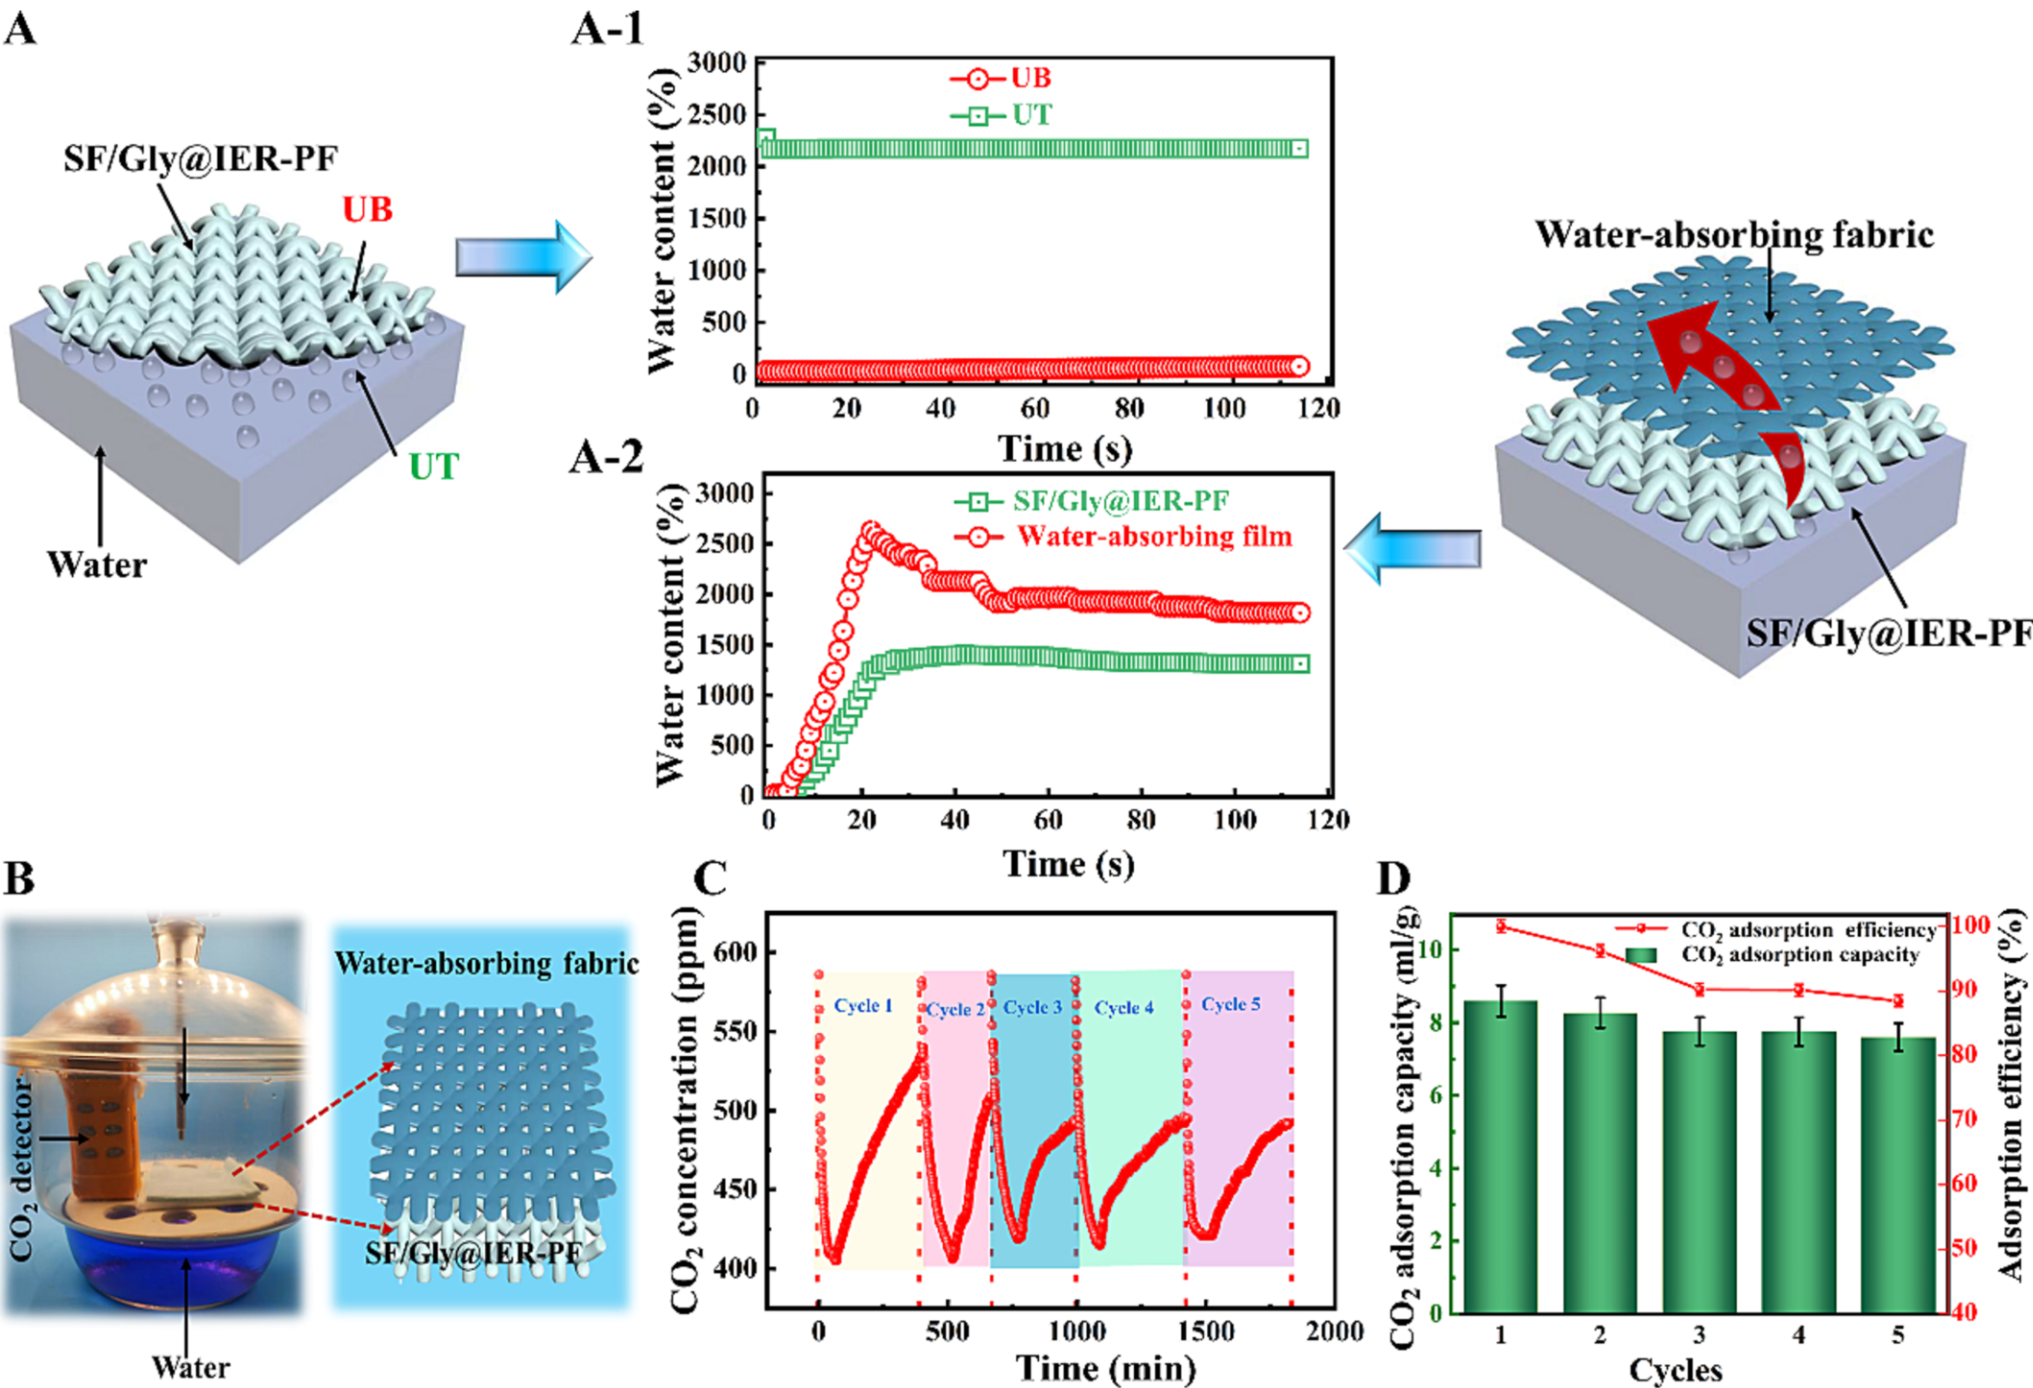 A
SF/Gly@IER-PF
UB
UT
Water
A-1
Water content (%)
3000
2500
2000
1500
1000
500
0
UB
UT
0 20 40 60 80 100 120
Time (s)
A-2
Water content (%)
3000
2500
2000
1500
1000
500
0
SF/Gly@IER-PF
Water-absorbing film
0 20 40 60 80 100 120
Time (s)
Water-absorbing fabric
SF/Gly@IER-PF
B
CO2 detector
Water
Water-absorbing fabric
SF/Gly@IER-PF
C
CO2 concentration (ppm)
600
550
500
450
400
Cycle 1 Cycle 2 Cycle 3 Cycle 4 Cycle 5
0 500 1000 1500 2000
Time (min)
D
CO2 adsorption capacity (ml/g)
10
8
6
4
2
0
CO2 adsorption efficiency
CO2 adsorption capacity
100
90
80
70
60
50
40
Adsorption efficiency (%)
1 2 3 4 5
Cycles